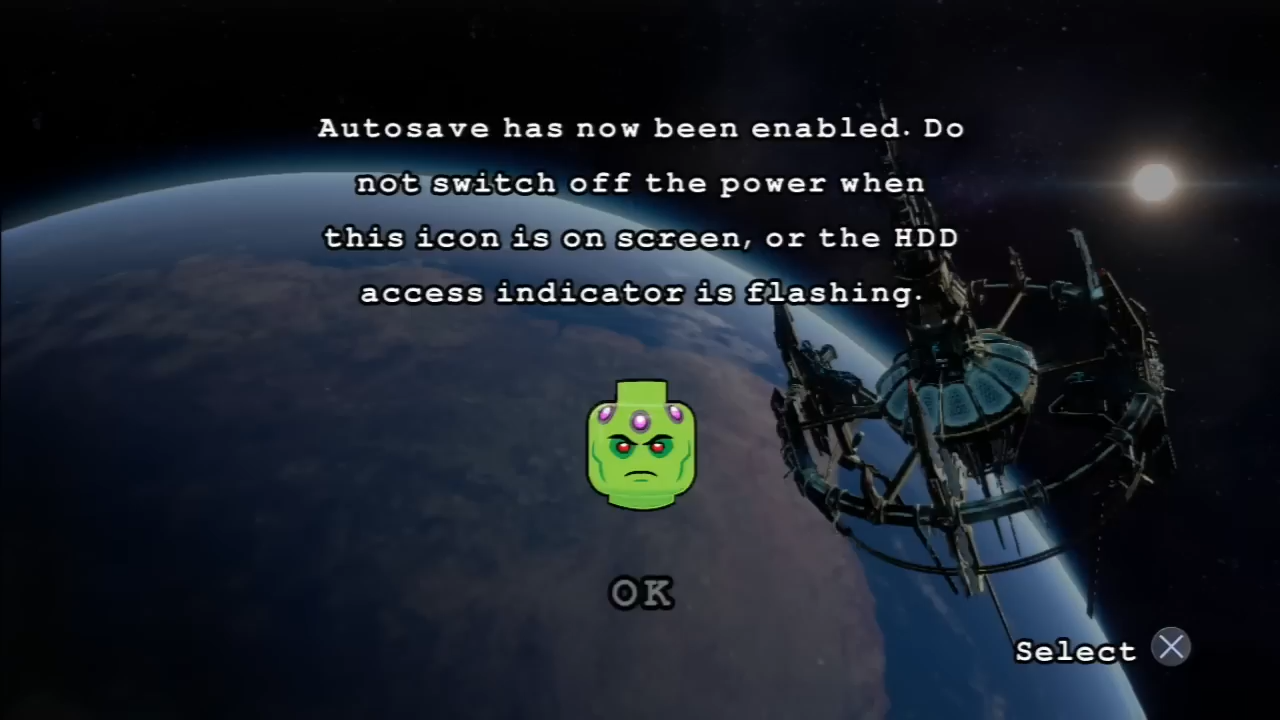 Autosave has now been enabled. Do
not switch off the power when
this icon is on screen, or the HDD
access indicator is flashing.
OK
Select